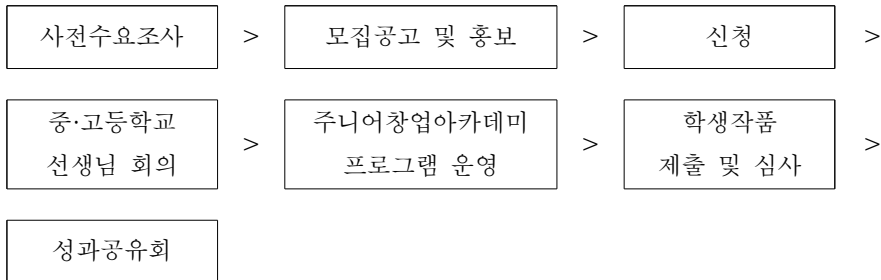 사전수요조사 > 모집공고 및 홍보 > 신청 >
중·고등학교 선생님 회의 > 주니어창업아카데미 프로그램 운영 > 학생작품 제출 및 심사 >
성과공유회